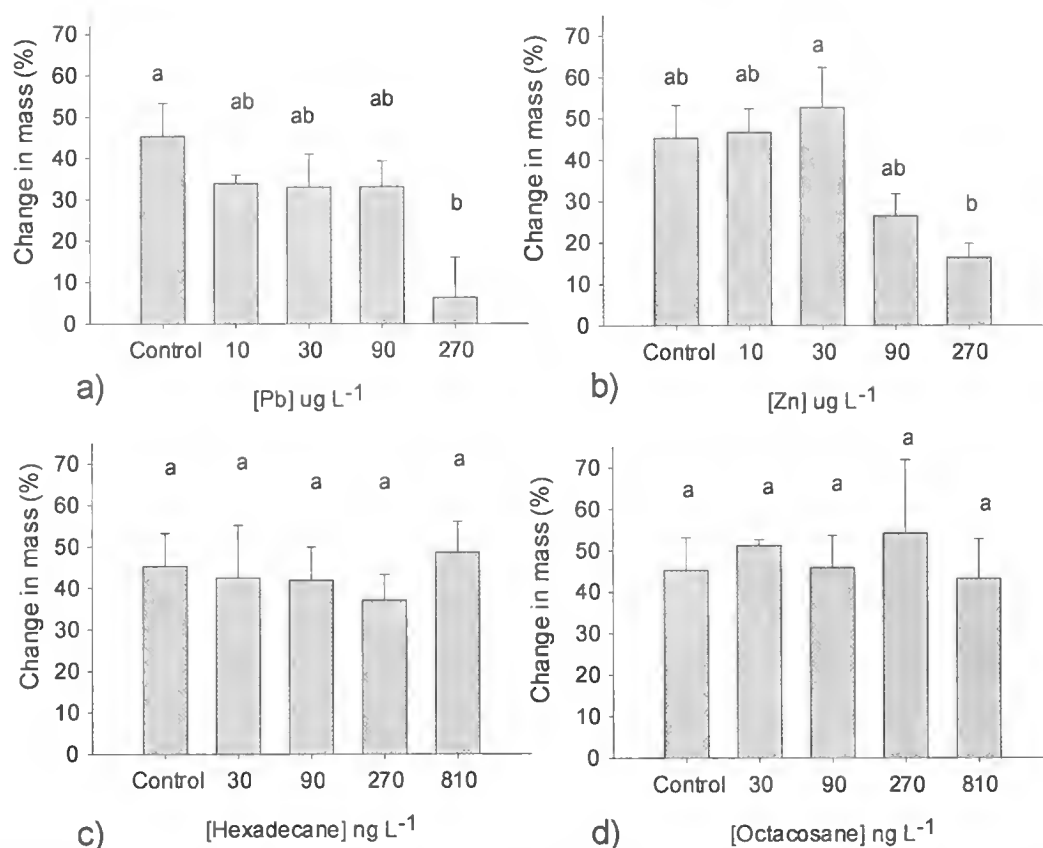 Change in mass (%)
70
60
50
40
30
20
10
0
a
ab
ab
ab
b
Control 10 30 90 270
a)
[Pb] ug L-1
Change in mass (%)
70
60
50
40
30
20
10
0
ab
ab
a
ab
b
Control 10 30 90 270
b)
[Zn] ug L-1
Change in mass (%)
70
60
50
40
30
20
10
0
a
a
a
a
a
Control 30 90 270 810
c)
[Hexadecane] ng L-1
Change in mass (%)
70
60
50
40
30
20
10
0
a
a
a
a
a
Control 30 90 270 810
d)
[Octacosane] ng L-1